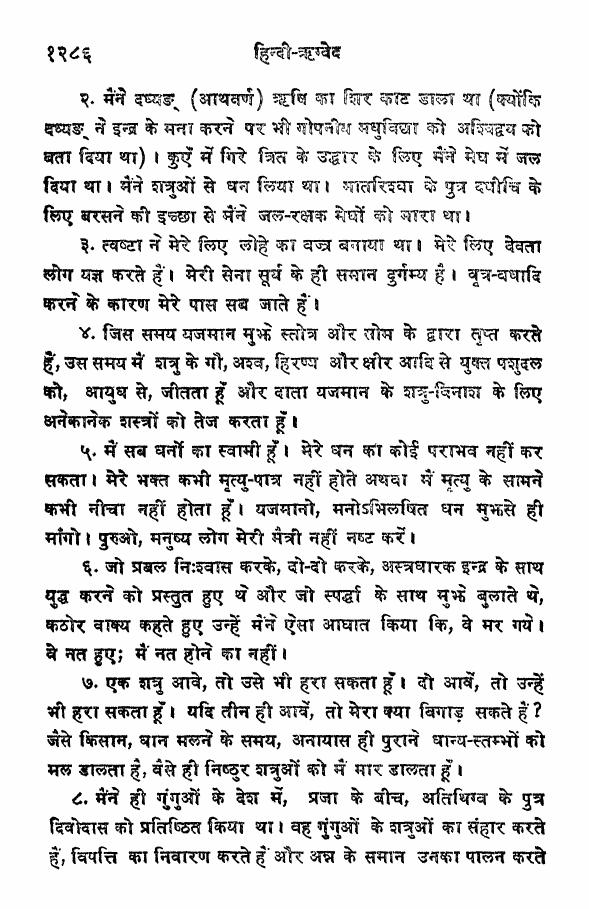 १२८६ हिन्दी-ऋग्वेद
२. मैंने दध्यङ् (आथवर्ण) ऋषि का शिर काट डाला था (क्योंकि
दध्यङ् ने इन्द्र के मना करने पर भी गोपनीय मधुविद्या को अश्विद्वय को
बता दिया था) । कुएँ में गिरे त्रित के उद्धार के लिए मैंने मेघ में जल
दिया था। मैंने शत्रुओं से धन लिया था। मातरिश्वा के पुत्र दधीचि के
लिए बरसने की इच्छा से मैंने जल-रक्षक मेघों को मारा था।
३. त्वष्टा ने मेरे लिए लोहे का वज्र बनाया था। मेरे लिए देवता
लोग यज्ञ करते हैं। मेरी सेना सूर्य के ही समान दुर्गम्य है। वृत्र-वधादि
करने के कारण मेरे पास सब जाते हैं।
४. जिस समय यजमान मुझे स्तोत्र और सोम के द्वारा तृप्त करते
हैं, उस समय मैं शत्रु के गौ, अश्व, हिरण्य और क्षीर आदि से युक्त पशुदल
को, आयुध से, जीतता हूँ और दाता यजमान के शत्रु-विनाश के लिए
अनेकानेक शस्त्रों को तेज करता हूँ।
५. मैं सब धनों का स्वामी हूँ। मेरे धन का कोई पराभव नहीं कर
सकता। मेरे भक्त कभी मृत्यु-पात्र नहीं होते अथवा मैं मृत्यु के सामने
कभी नीचा नहीं होता हूँ। यजमानो, मनोऽभिलषित धन मुझसे ही
माँगो। पुरुओ, मनुष्य लोग मेरी मैत्री नहीं नष्ट करें।
६. जो प्रबल निःश्वास करके, दो-दो करके, अस्त्रधारक इन्द्र के साथ
युद्ध करने को प्रस्तुत हुए थे और जो स्पर्द्धा के साथ मुझे बुलाते थे,
कठोर वाक्य कहते हुए उन्हें मैंने ऐसा आघात किया कि, वे मर गये।
वे नत हुए; मैं नत होने का नहीं।
७. एक शत्रु आवे, तो उसे भी हरा सकता हूँ। दो आवें, तो उन्हें
भी हरा सकता हूँ। यदि तीन ही आवें, तो मेरा क्या बिगाड़ सकते हैं?
जैसे किसान, धान मलने के समय, अनायास ही पुराने धान्य-स्तम्भों को
मल डालता है, वैसे ही निष्ठुर शत्रुओं को मैं मार डालता हूँ।
८. मैंने ही गुंगुओं के देश में, प्रजा के बीच, अतिथिग्व के पुत्र
दिवोदास को प्रतिष्ठित किया था। वह गुंगुओं के शत्रुओं का संहार करते
हैं, विपत्ति का निवारण करते हैं और अन्न के समान उनका पालन करते